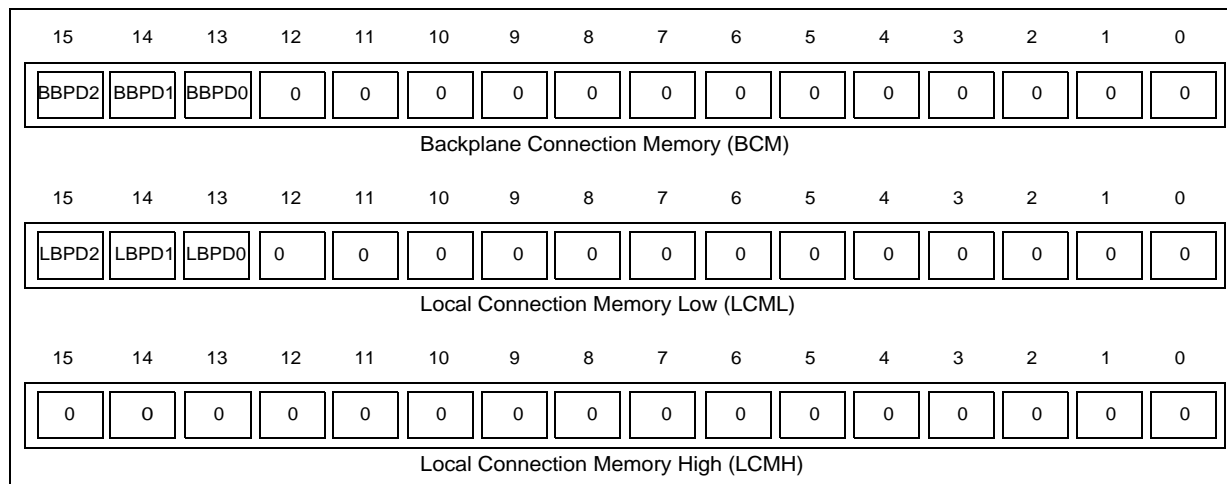 15 14 13 12 11 10 9 8 7 6 5 4 3 2 1 0
BBPD2 BBPD1 BBPD0 0 0 0 0 0 0 0 0 0 0 0 0 0
Backplane Connection Memory (BCM)
15 14 13 12 11 10 9 8 7 6 5 4 3 2 1 0
LBPD2 LBPD1 LBPD0 0 0 0 0 0 0 0 0 0 0 0 0 0
Local Connection Memory Low (LCML)
15 14 13 12 11 10 9 8 7 6 5 4 3 2 1 0
0 0 0 0 0 0 0 0 0 0 0 0 0 0 0 0
Local Connection Memory High (LCMH)